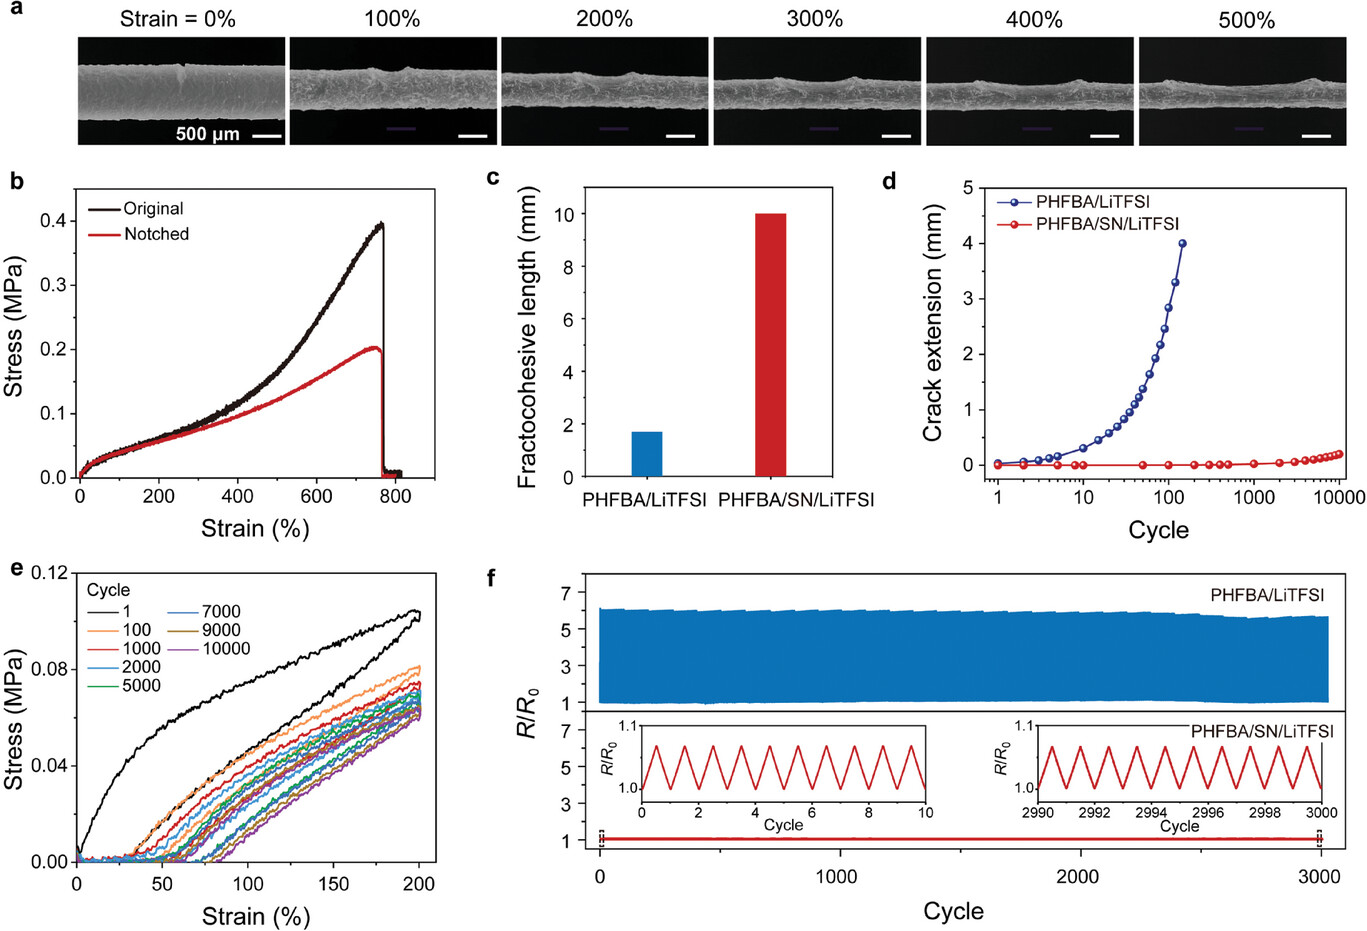 a
Strain = 0% 100% 200% 300% 400% 500%
500 µm
b
Original
Notched
0.4
0.3
0.2
0.1
0.0
Stress (MPa)
0 200 400 600 800
Strain (%)
c
10
8
6
4
2
0
Fractocohesive length (mm)
PHFBA/LiTFSI PHFBA/SN/LiTFSI
d
PHFBA/LiTFSI
PHFBA/SN/LiTFSI
5
4
3
2
1
0
Crack extension (mm)
1 10 100 1000 10000
Cycle
e
Cycle
1 7000
100 9000
1000 10000
2000
5000
0.12
0.08
0.04
0.00
Stress (MPa)
0 50 100 150 200
Strain (%)
f
PHFBA/LiTFSI
7
5
3
1
R/R0
PHFBA/SN/LiTFSI
7
5
3
1
1.1
1.0
R/R0
0 2 4 6 8 10
Cycle
1.1
1.0
R/R0
2990 2992 2994 2996 2998 3000
Cycle
0 1000 2000 3000
Cycle